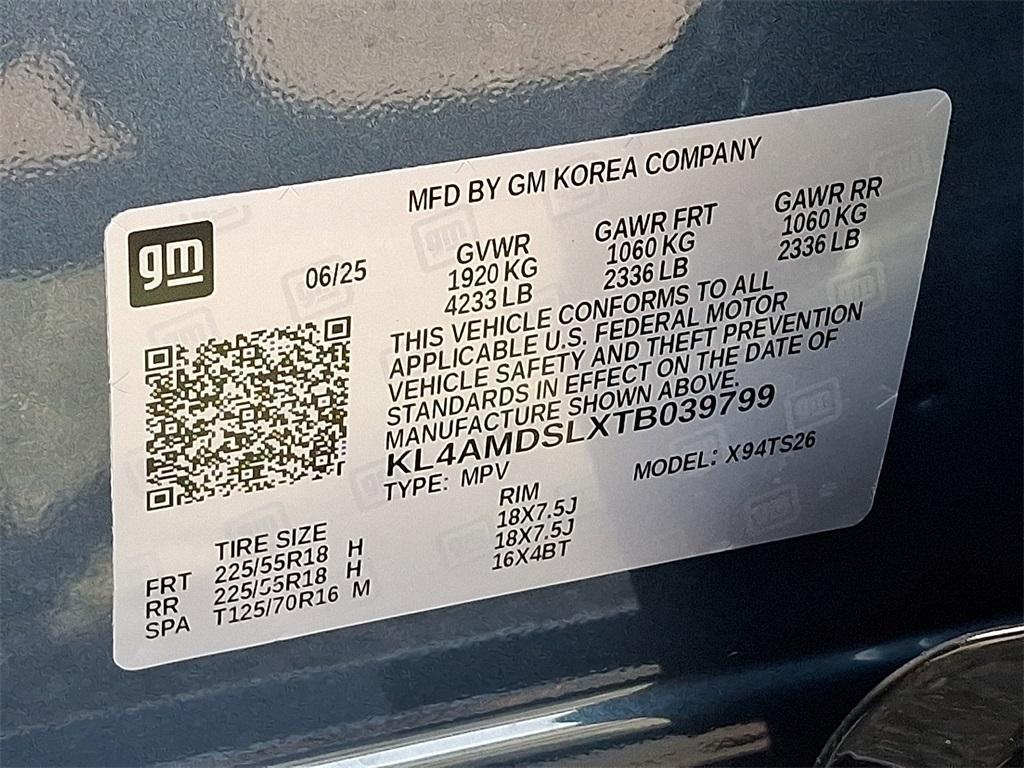 MFD BY GM KOREA COMPANY
gm
06/25
GVWR
1920 KG
4233 LB
GAWR FRT
1060 KG
2336 LB
GAWR RR
1060 KG
2336 LB
THIS VEHICLE CONFORMS TO ALL
APPLICABLE U.S. FEDERAL MOTOR
VEHICLE SAFETY AND THEFT PREVENTION
STANDARDS IN EFFECT ON THE DATE OF
MANUFACTURE SHOWN ABOVE.
KL4AMDSLXTB039799
TYPE: MPV
MODEL: X94TS26
TIRE SIZE
RIM
FRT 225/55R18 H 18X7.5J
RR 225/55R18 H 18X7.5J
SPA T125/70R16 M 16X4BT